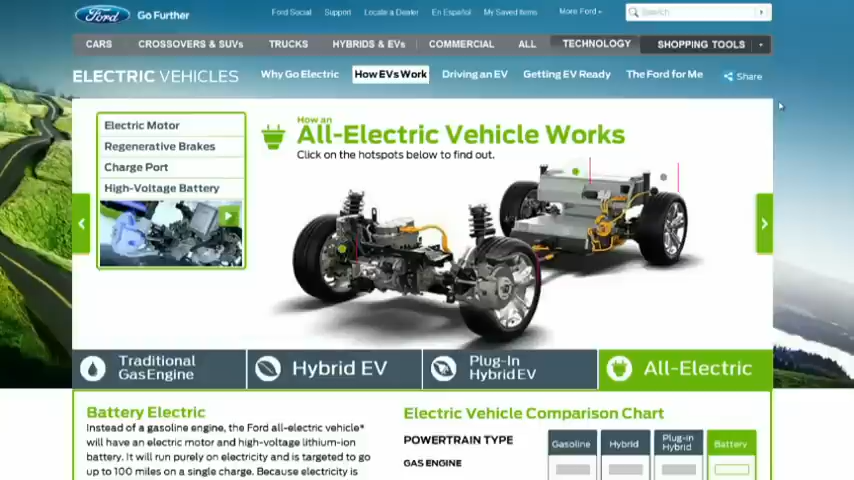 Ford
Go Further
Ford Social
Support
Locate a Dealer
En Español
My Saved Items
More Ford
Search
CARS
CROSSOVERS & SUVs
TRUCKS
HYBRIDS & EVs
COMMERCIAL
ALL
TECHNOLOGY
SHOPPING TOOLS
ELECTRIC VEHICLES
Why Go Electric
How EVs Work
Driving an EV
Getting EV Ready
The Ford for Me
Share
Electric Motor
Regenerative Brakes
Charge Port
High-Voltage Battery
How an
All-Electric Vehicle Works
Click on the hotspots below to find out.
Traditional
Gas Engine
Hybrid EV
Plug-In
Hybrid EV
All-Electric
Battery Electric
Instead of a gasoline engine, the Ford all-electric vehicle*
will have an electric motor and high-voltage lithium-ion
battery. It will run purely on electricity and is targeted to go
up to 100 miles on a single charge. Because electricity is
Electric Vehicle Comparison Chart
POWERTRAIN TYPE
Gasoline
Hybrid
Plug-in
Hybrid
Battery
GAS ENGINE